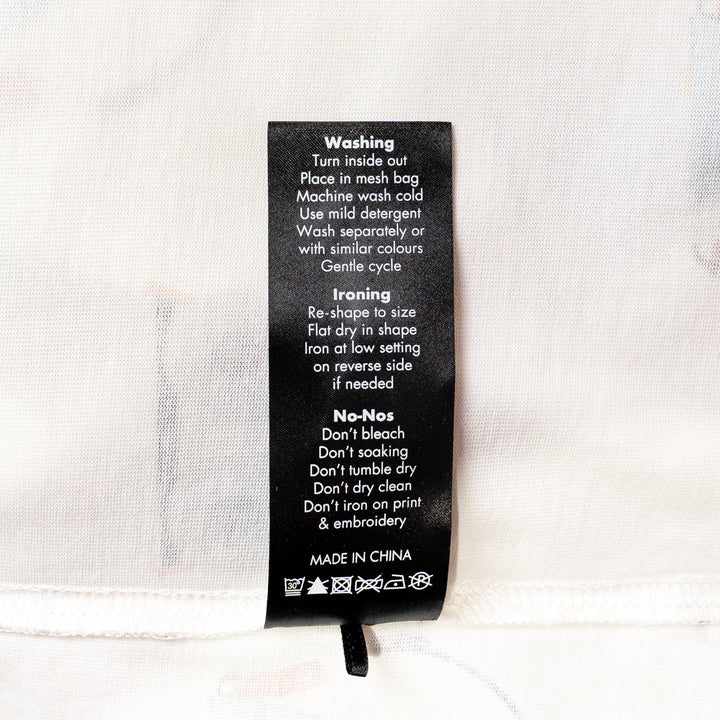 Washing
Turn inside out
Place in mesh bag
Machine wash cold
Use mild detergent
Wash separately or
with similar colours
Gentle cycle
Ironing
Re-shape to size
Flat dry in shape
Iron at low setting
on reverse side
if needed
No-Nos
Don't bleach
Don't soaking
Don't tumble dry
Don't dry clean
Don't iron on print
& embroidery
MADE IN CHINA
30°